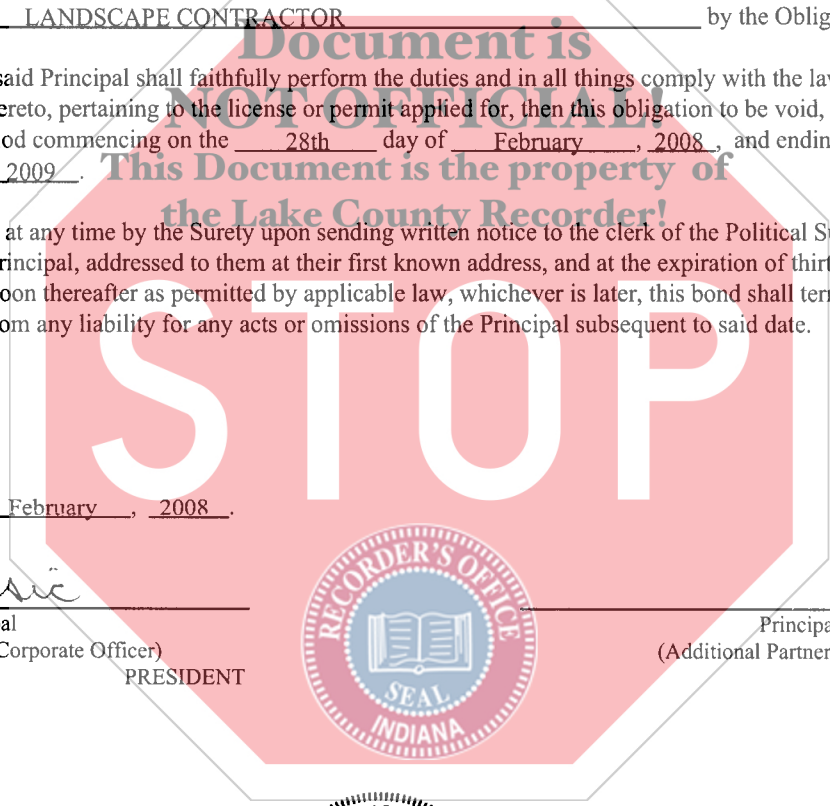 LANDSCAPE CONTRACTOR by the Oblig
Document is
said Principal shall faithfully perform the duties and in all things comply with the law
ereto, pertaining to the license or permit applied for, then this obligation to be void,
NOT OFFICIAL!
od commencing on the 28th day of February, 2008, and ending
2009.
This Document is the property of
the Lake County Recorder!
at any time by the Surety upon sending written notice to the clerk of the Political Su
rincipal, addressed to them at their first known address, and at the expiration of thirt
oon thereafter as permitted by applicable law, whichever is later, this bond shall term
om any liability for any acts or omissions of the Principal subsequent to said date.
STOP
February, 2008.
al
Corporate Officer)
PRESIDENT
Principa
(Additional Partner
RECORDER'S OFFICE
SEAL
INDIANA